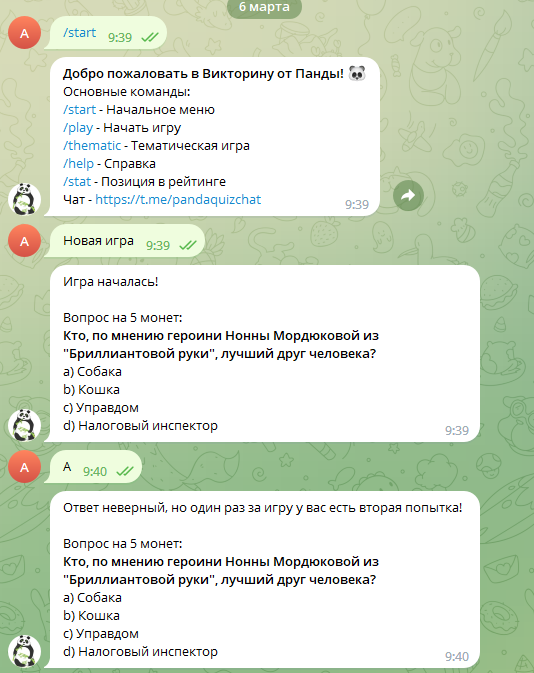 6 марта
А
/start 9:39
Добро пожаловать в Викторину от Панды! 🐼
Основные команды:
/start - Начальное меню
/play - Начать игру
/thematic - Тематическая игра
/help - Справка
/stat - Позиция в рейтинге
Чат - https://t.me/pandaquizchat
9:39
А
Новая игра 9:39
Игра началась!
Вопрос на 5 монет:
Кто, по мнению героини Нонны Мордюковой из
"Бриллиантовой руки", лучший друг человека?
a) Собака
b) Кошка
c) Управдом
d) Налоговый инспектор
9:39
А
А 9:40
Ответ неверный, но один раз за игру у вас есть вторая попытка!
Вопрос на 5 монет:
Кто, по мнению героини Нонны Мордюковой из
"Бриллиантовой руки", лучший друг человека?
a) Собака
b) Кошка
c) Управдом
d) Налоговый инспектор
9:40